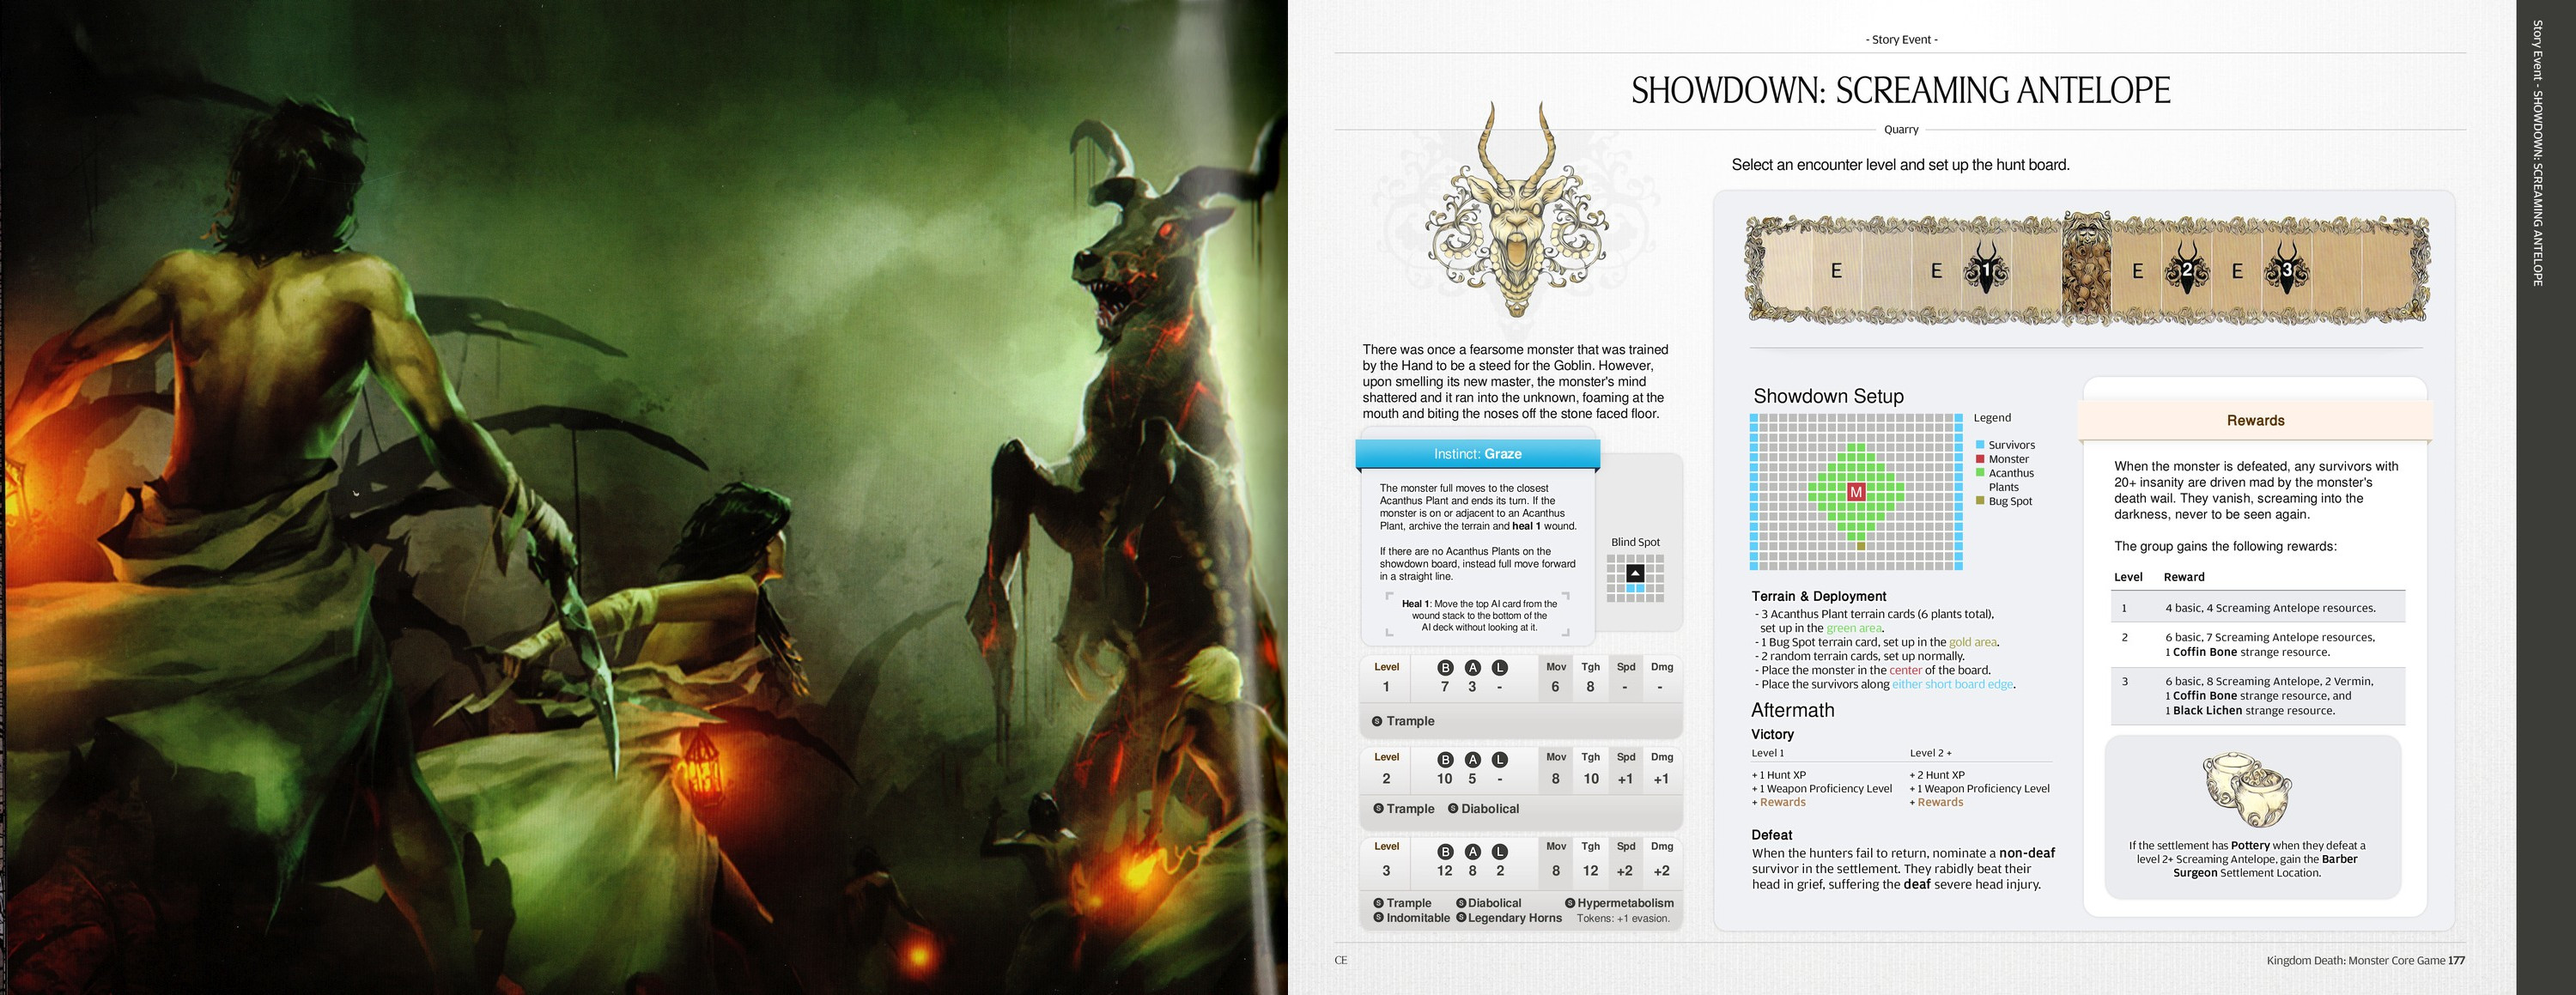 - Story Event -
SHOWDOWN: SCREAMING ANTELOPE
Quarry
There was once a fearsome monster that was trained
by the Hand to be a steed for the Goblin. However,
upon smelling its new master, the monster's mind
shattered and it ran into the unknown, foaming at the
mouth and biting the noses off the stone faced floor.
Instinct: Graze
The monster full moves to the closest
Acanthus Plant and ends its turn. If the
monster is on or adjacent to an Acanthus
Plant, archive the terrain and heal 1 wound.
If there are no Acanthus Plants on the
showdown board, instead full move forward
in a straight line.
Heal 1: Move the top AI card from the
wound stack to the bottom of the
AI deck without looking at it.
Blind Spot
Level B A L Mov Tgh Spd Dmg
1 7 3 - 6 8 - -
S Trample
Level B A L Mov Tgh Spd Dmg
2 10 5 - 8 10 +1 +1
S Trample S Diabolical
Level B A L Mov Tgh Spd Dmg
3 12 8 2 8 12 +2 +2
S Trample S Diabolical S Hypermetabolism
S Indomitable S Legendary Horns Tokens: +1 evasion.
Select an encounter level and set up the hunt board.
E E 1 E 2 E 3
Showdown Setup
M
Legend
Survivors
Monster
Acanthus
Plants
Bug Spot
Terrain & Deployment
- 3 Acanthus Plant terrain cards (6 plants total),
set up in the green area.
- 1 Bug Spot terrain card, set up in the gold area.
- 2 random terrain cards, set up normally.
- Place the monster in the center of the board.
- Place the survivors along either short board edge.
Aftermath
Victory
Level 1 Level 2 +
+ 1 Hunt XP + 2 Hunt XP
+ 1 Weapon Proficiency Level + 1 Weapon Proficiency Level
+ Rewards + Rewards
Defeat
When the hunters fail to return, nominate a non-deaf
survivor in the settlement. They rabidly beat their
head in grief, suffering the deaf severe head injury.
Rewards
When the monster is defeated, any survivors with
20+ insanity are driven mad by the monster's
death wail. They vanish, screaming into the
darkness, never to be seen again.
The group gains the following rewards:
Level Reward
1 4 basic, 4 Screaming Antelope resources.
2 6 basic, 7 Screaming Antelope resources,
1 Coffin Bone strange resource.
3 6 basic, 8 Screaming Antelope, 2 Vermin,
1 Coffin Bone strange resource, and
1 Black Lichen strange resource.
If the settlement has Pottery when they defeat a
level 2+ Screaming Antelope, gain the Barber
Surgeon Settlement Location.
CE
Kingdom Death: Monster Core Game 177
Story Event - SHOWDOWN: SCREAMING ANTELOPE